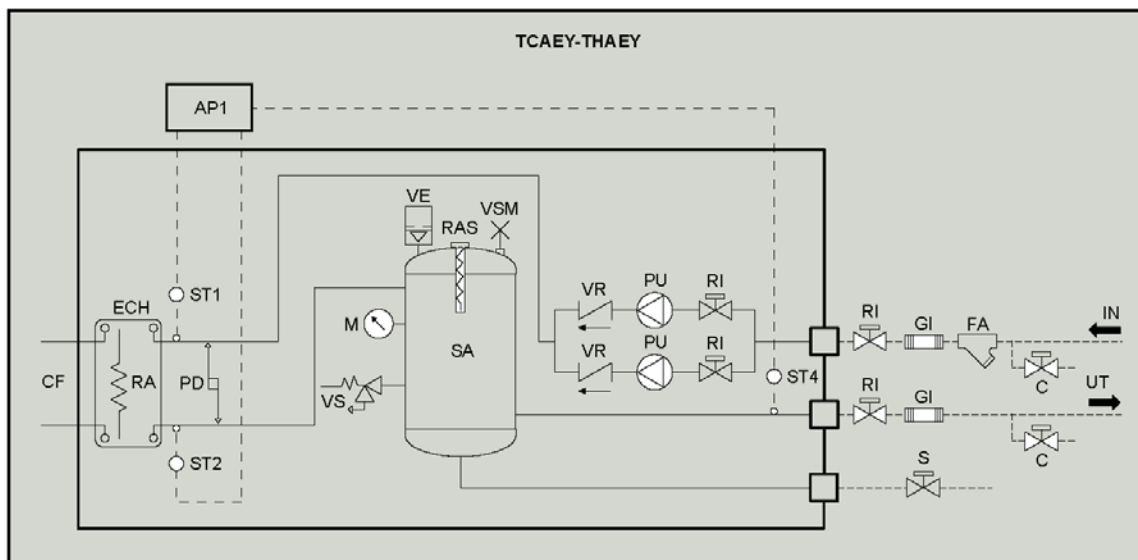 TCAEY-THAEY
AP1
VE
VSM
RAS
ST1
ECH
VR
PU
RI
M
SA
RI
GI
FA
IN
CF
RA
PD
VR
PU
RI
ST4
C
VS
RI
GI
UT
ST2
S
C